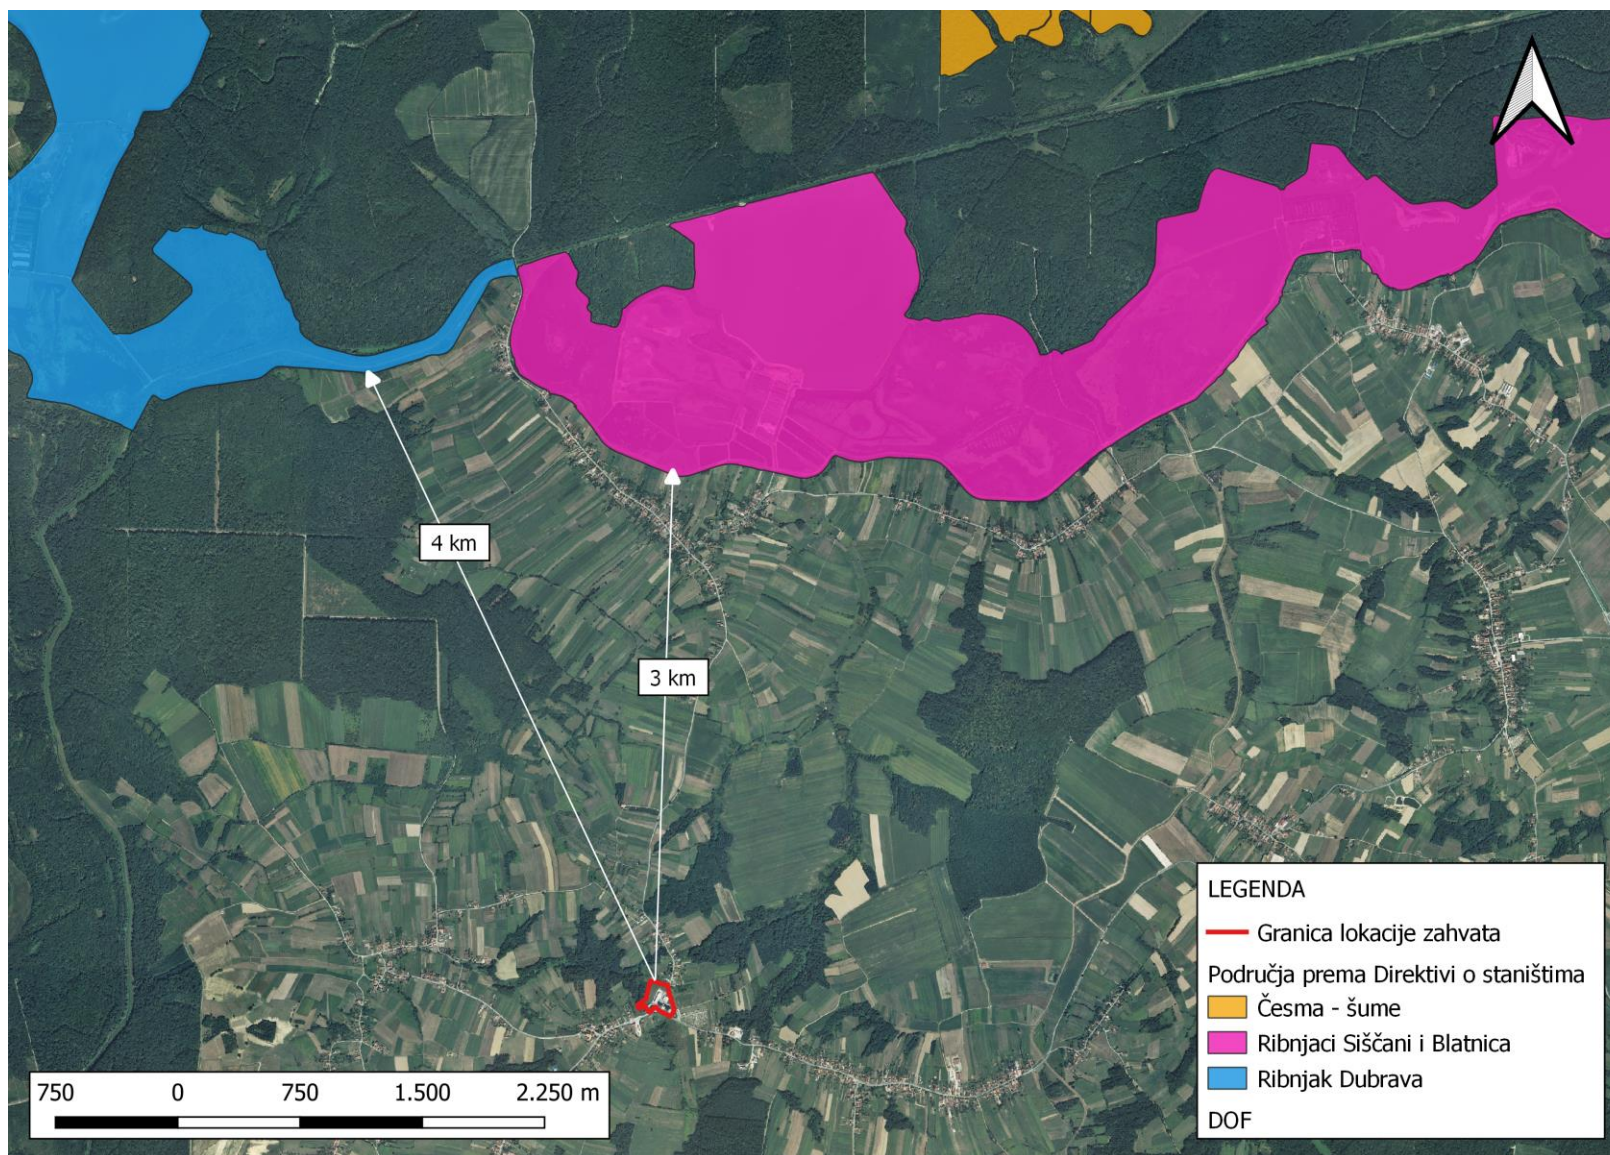 4 km
3 km
LEGENDA
Granica lokacije zahvata
Područja prema Direktivi o staništima
Česma - šume
Ribnjaci Siščani i Blatnica
Ribnjak Dubrava
DOF
750 0 750 1.500 2.250 m